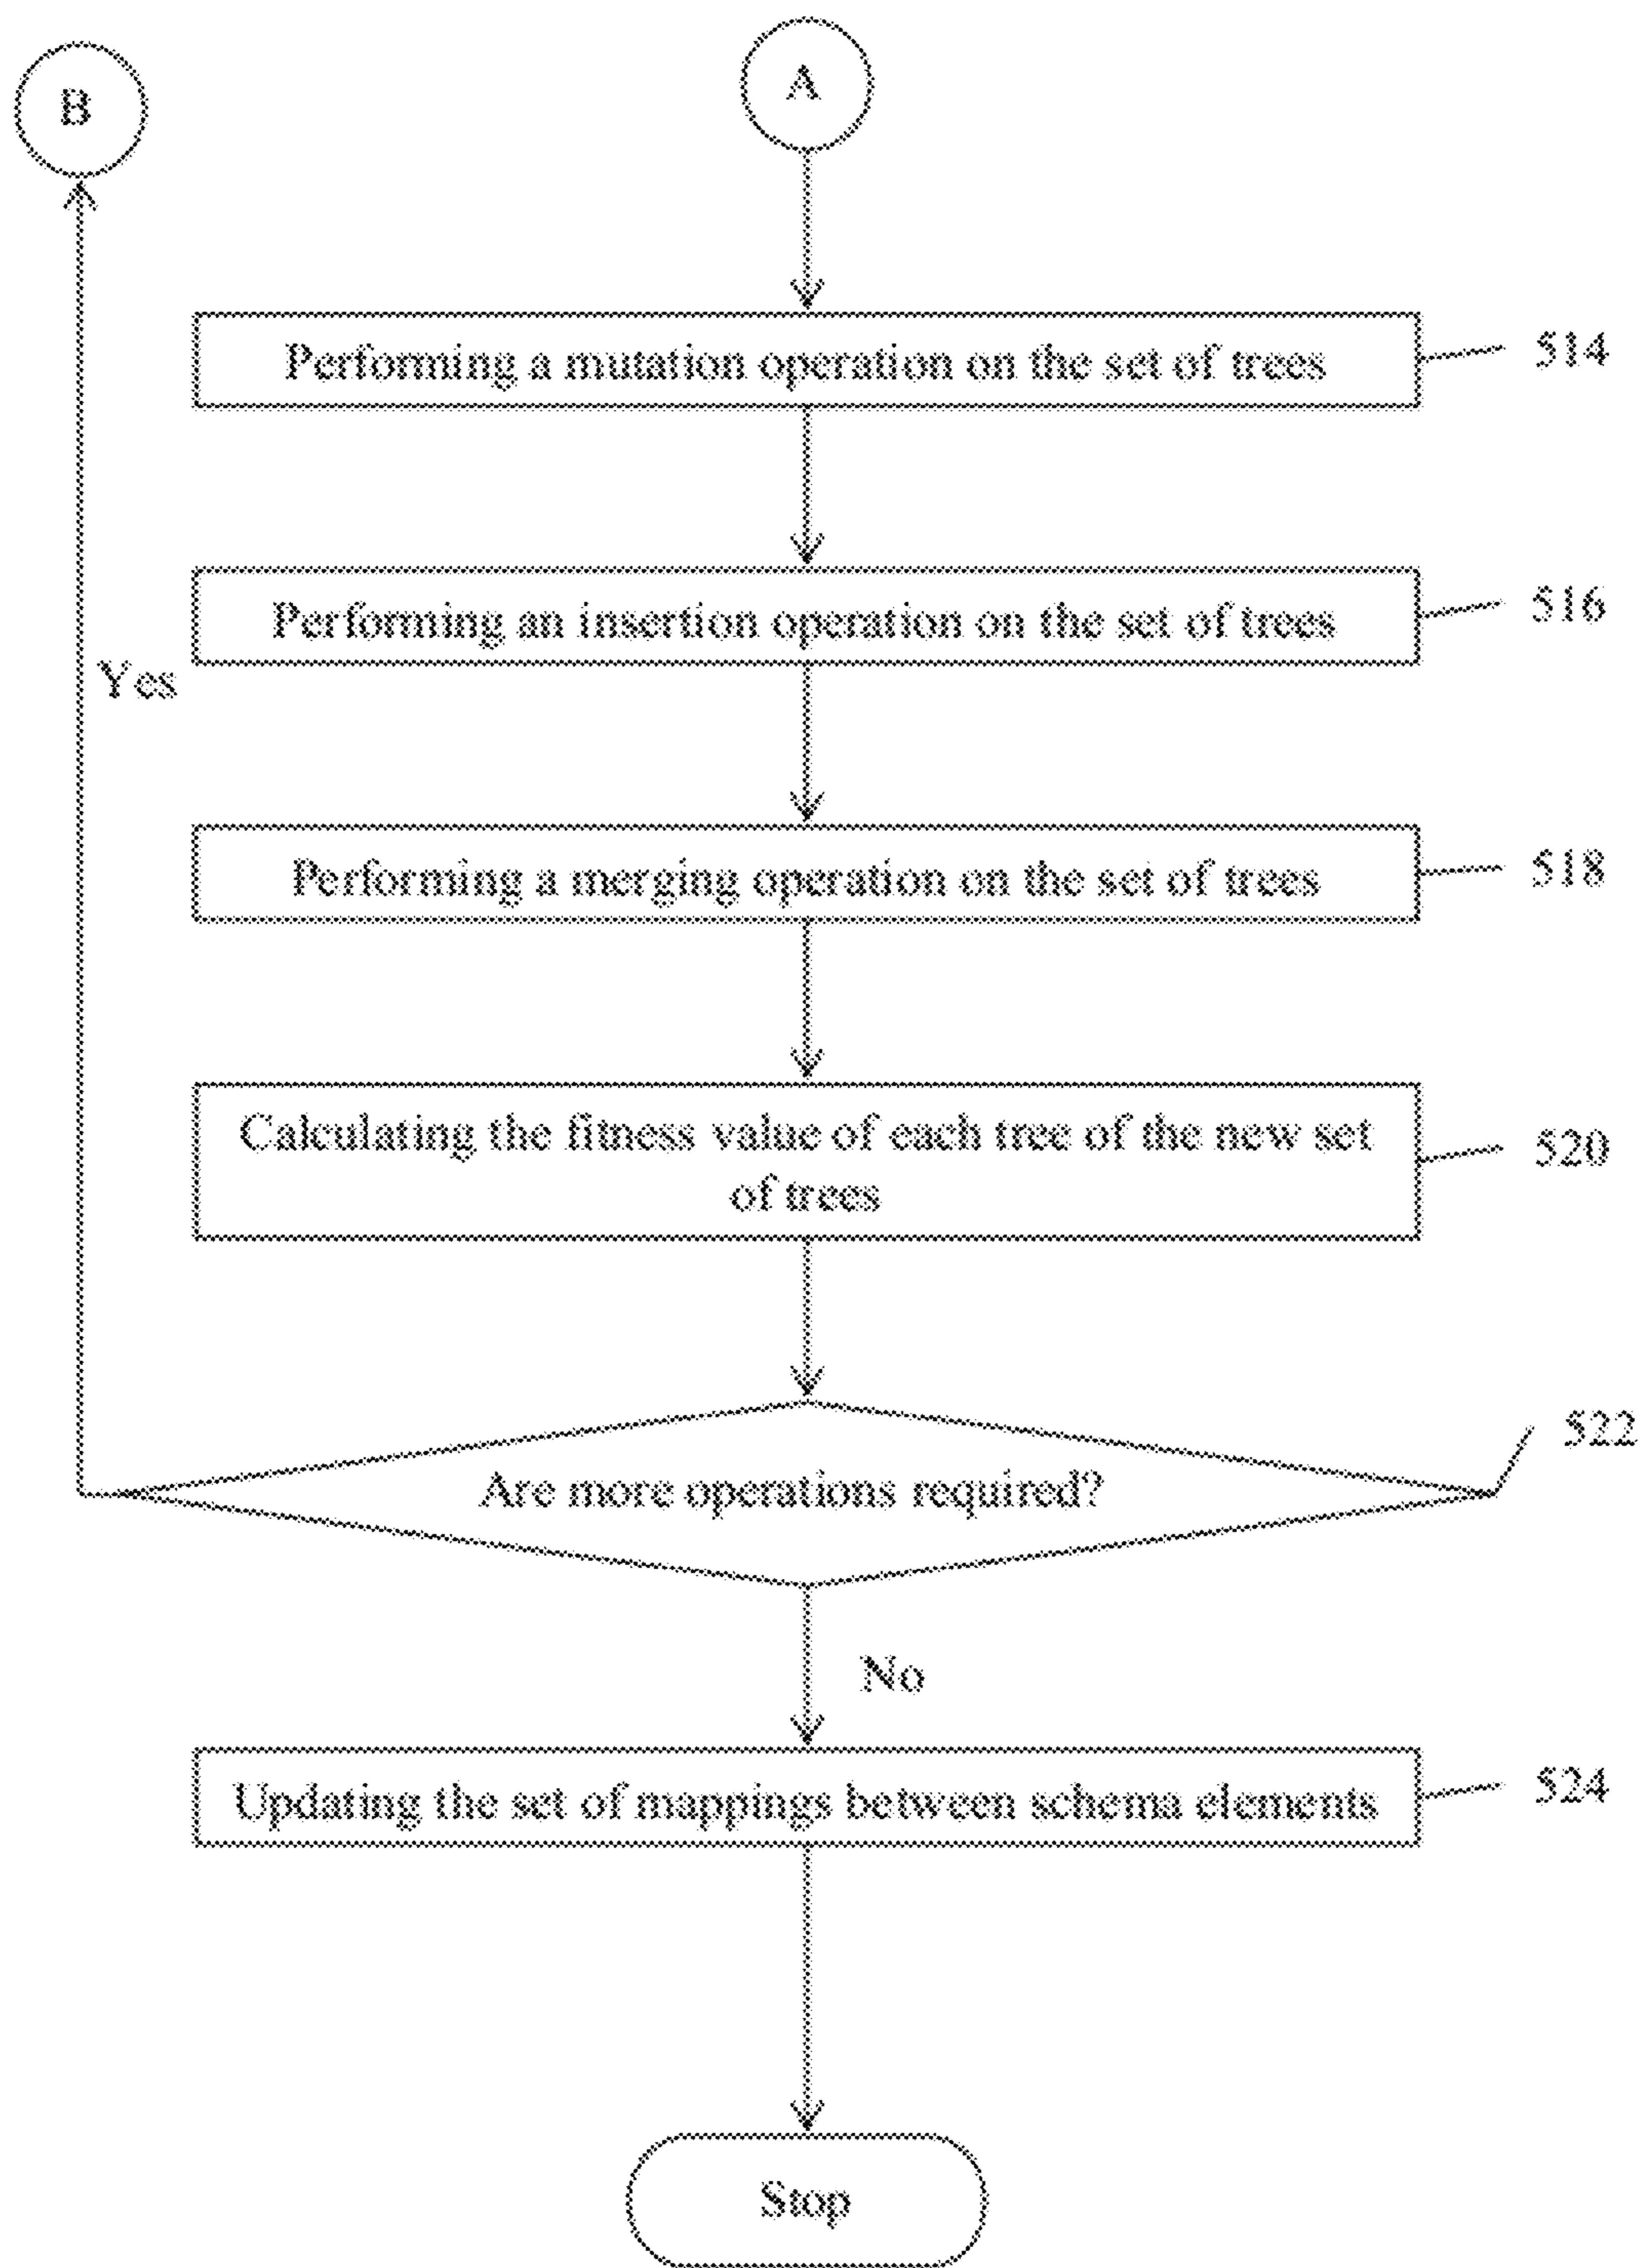 B
A
Performing a mutation operation on the set of trees
514
Performing an insertion operation on the set of trees
516
Yes
Performing a merging operation on the set of trees
518
Calculating the fitness value of each tree of the new set
of trees
520
522
Are more operations required?
No
Updating the set of mappings between schema elements
524
Stop